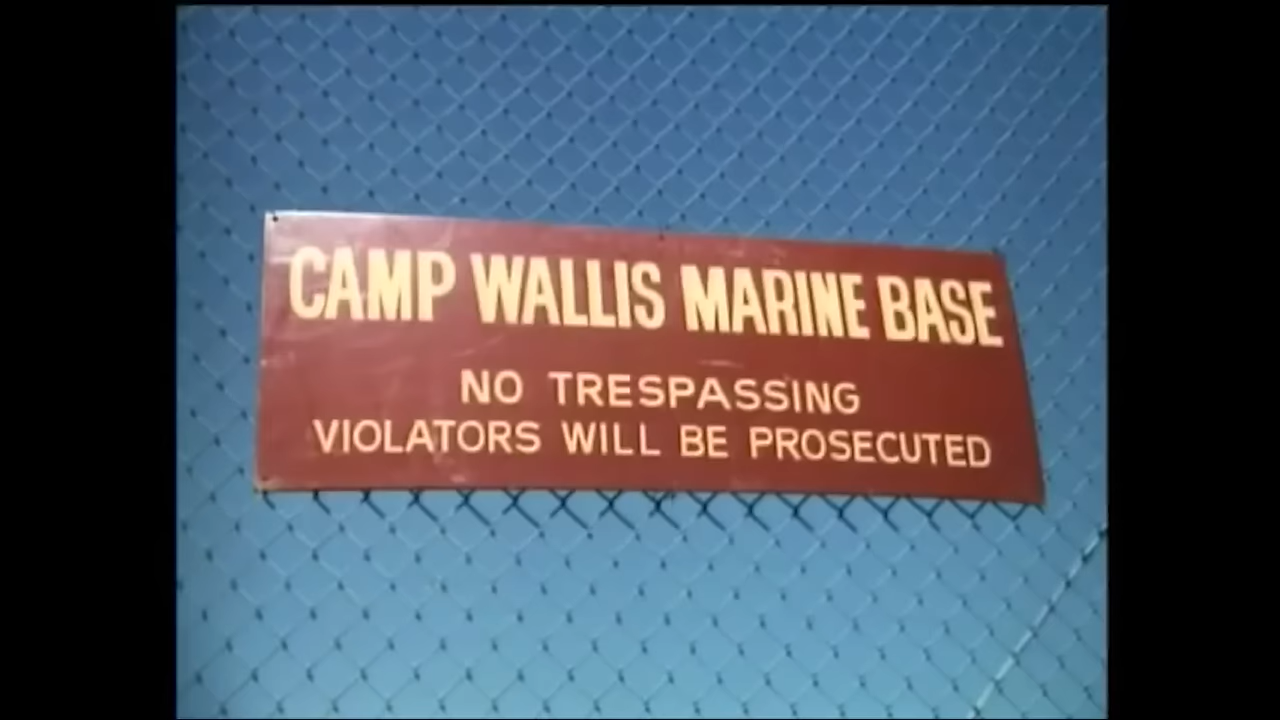 CAMP WALLIS MARINE BASE
NO TRESPASSING
VIOLATORS WILL BE PROSECUTED